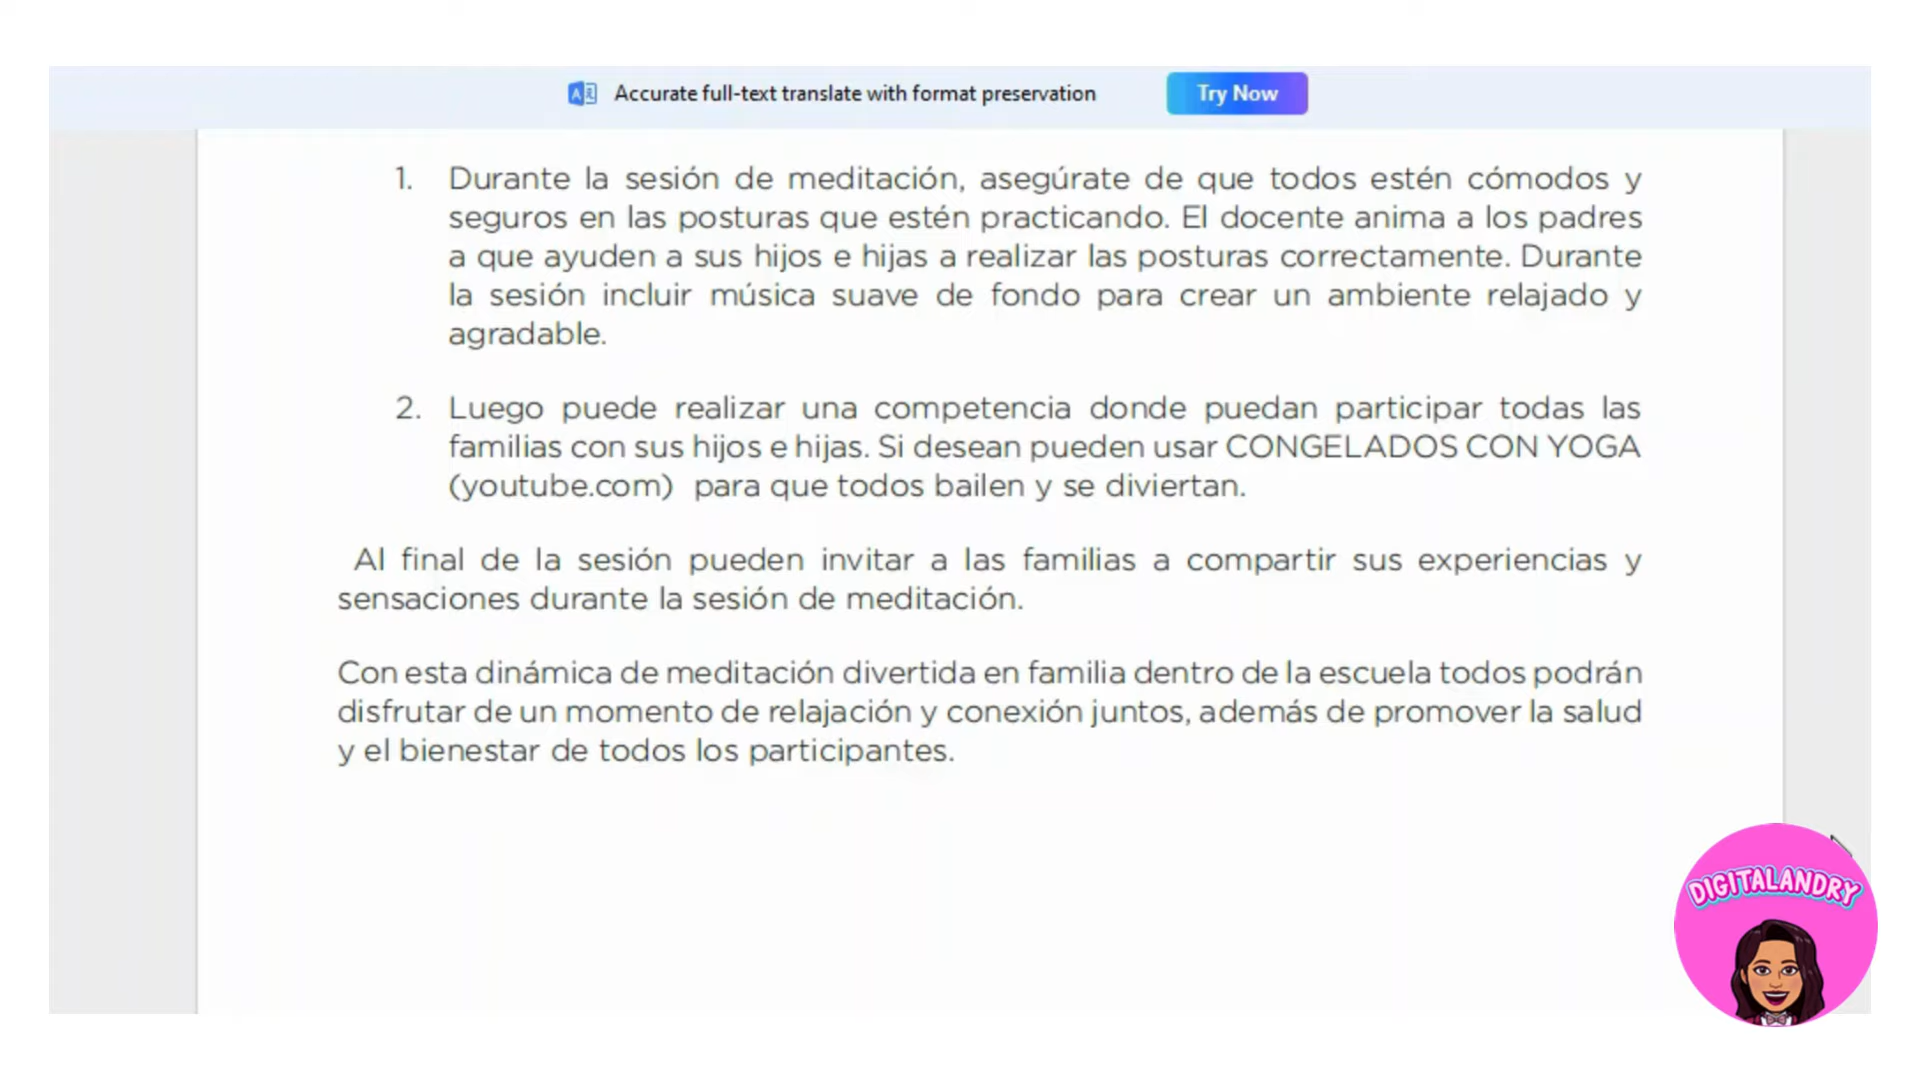 Accurate full-text translate with format preservation
Try Now
1. Durante la sesión de meditación, asegúrate de que todos estén cómodos y
seguros en las posturas que estén practicando. El docente anima a los padres
a que ayuden a sus hijos e hijas a realizar las posturas correctamente. Durante
la sesión incluir música suave de fondo para crear un ambiente relajado y
agradable.
2. Luego puede realizar una competencia donde puedan participar todas las
familias con sus hijos e hijas. Si desean pueden usar CONGELADOS CON YOGA
(youtube.com) para que todos bailen y se diviertan.
Al final de la sesión pueden invitar a las familias a compartir sus experiencias y
sensaciones durante la sesión de meditación.
Con esta dinámica de meditación divertida en familia dentro de la escuela todos podrán
disfrutar de un momento de relajación y conexión juntos, además de promover la salud
y el bienestar de todos los participantes.
DIGITALANDRY